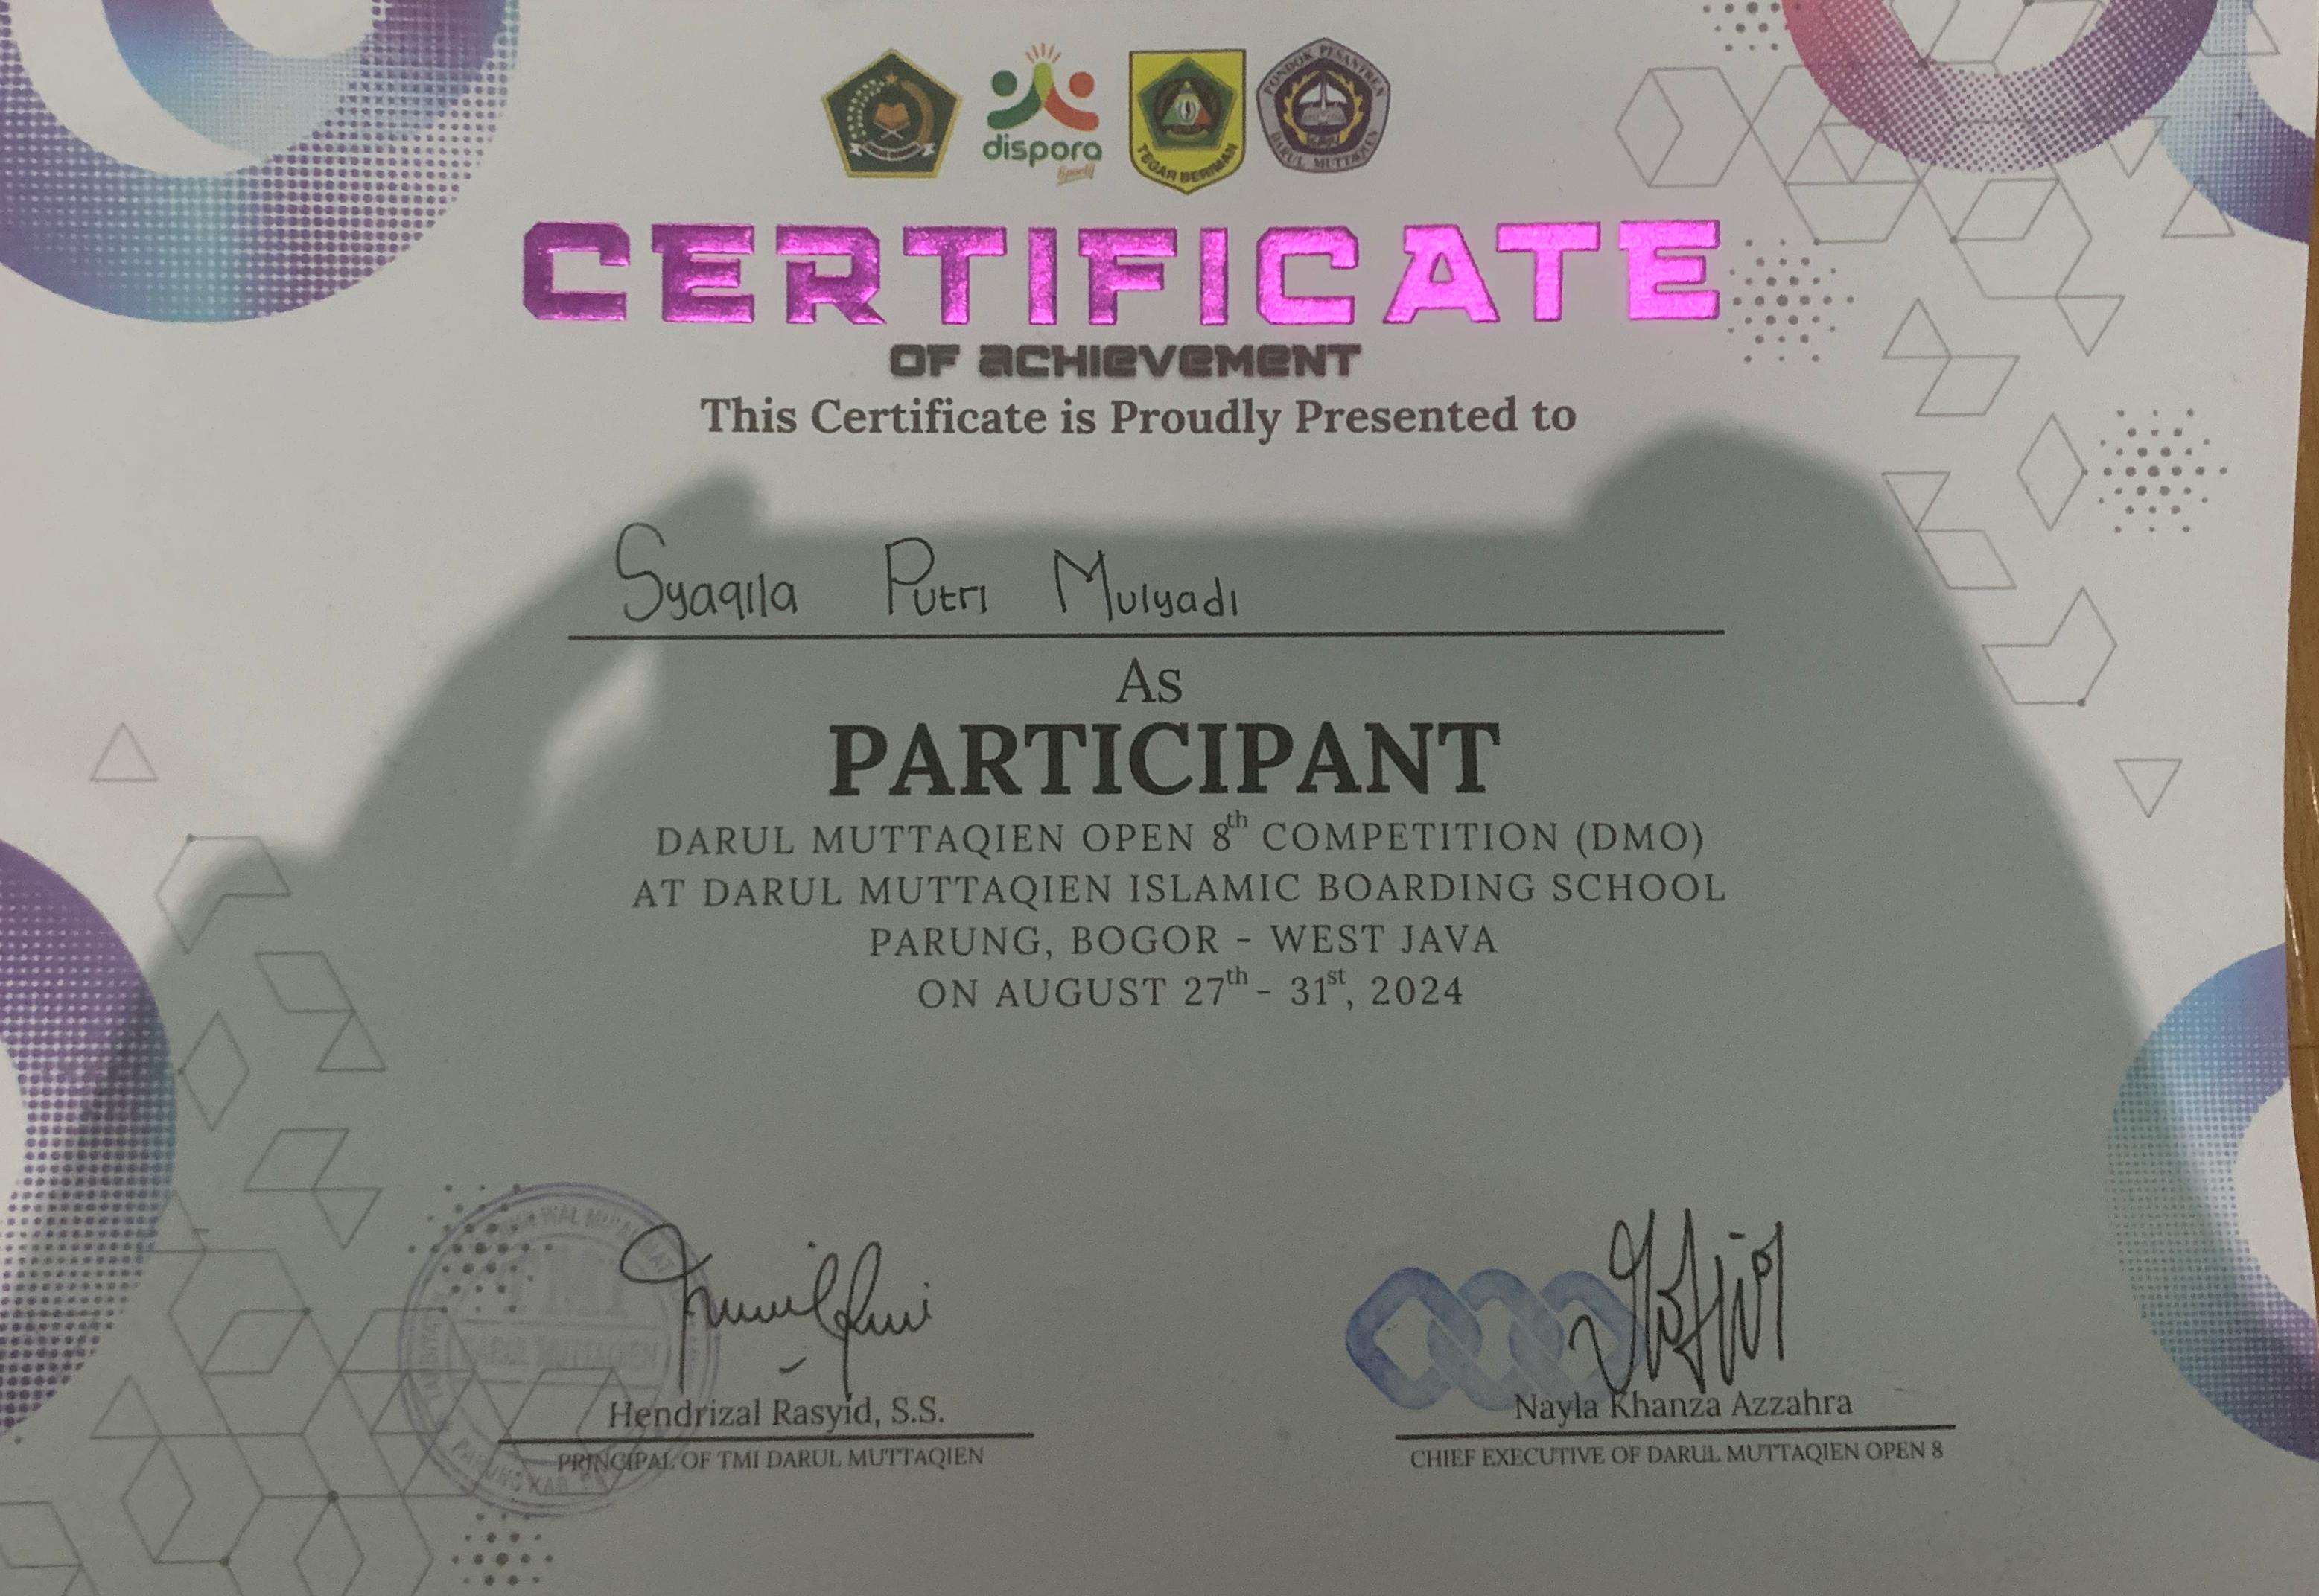 PONDOK PESANTREN
DARUL MUTTAQIEN
dispora
TEGAR BERIMAN
CERTIFICATE
OF ACHIEVEMENT
This Certificate is Proudly Presented to
Syaqila Putri Mulyadi
As
PARTICIPANT
DARUL MUTTAQIEN OPEN 8th COMPETITION (DMO)
AT DARUL MUTTAQIEN ISLAMIC BOARDING SCHOOL
PARUNG, BOGOR - WEST JAVA
ON AUGUST 27th - 31st, 2024
TMI
DARUL MUTTAQIEN
Hendrizal Rasyid, S.S.
PRINCIPAL OF TMI DARUL MUTTAQIEN
Nayla Khanza Azzahra
CHIEF EXECUTIVE OF DARUL MUTTAQIEN OPEN 8